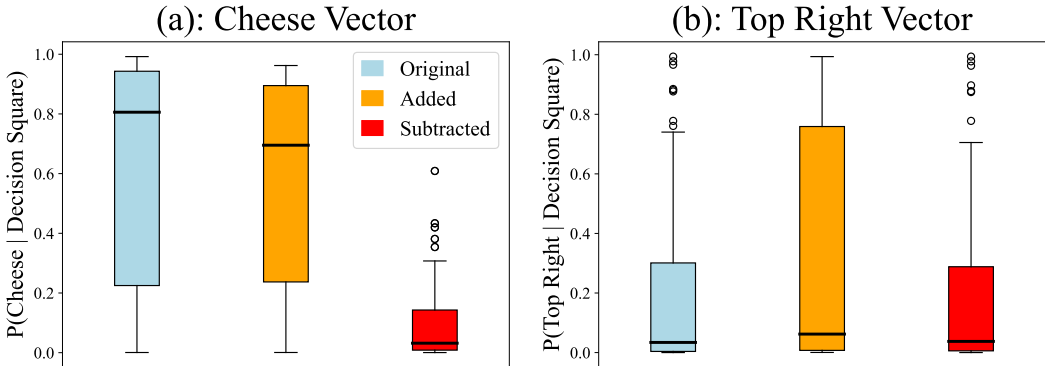 (a): Cheese Vector
P(Cheese | Decision Square)
1.0
0.8
0.6
0.4
0.2
0.0
Original
Added
Subtracted
(b): Top Right Vector
P(Top Right | Decision Square)
1.0
0.8
0.6
0.4
0.2
0.0